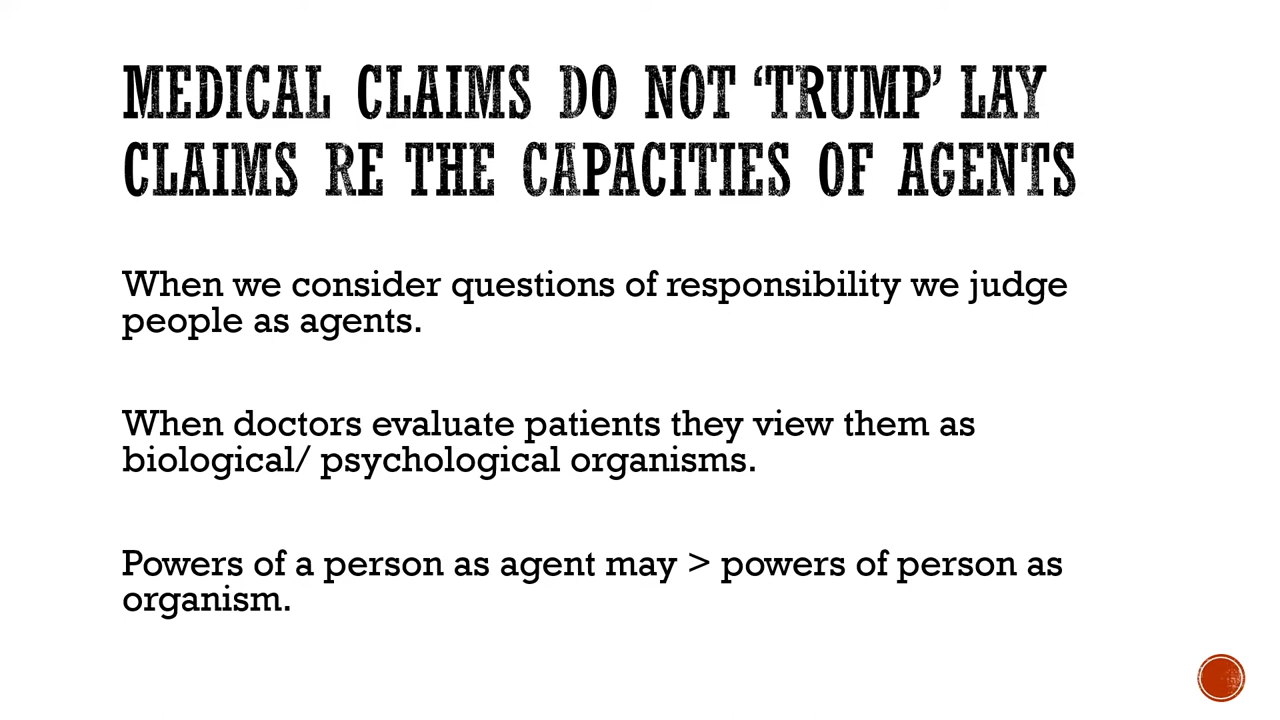 MEDICAL CLAIMS DO NOT ‘TRUMP’ LAY
CLAIMS RE THE CAPACITIES OF AGENTS
When we consider questions of responsibility we judge
people as agents.
When doctors evaluate patients they view them as
biological/ psychological organisms.
Powers of a person as agent may > powers of person as
organism.